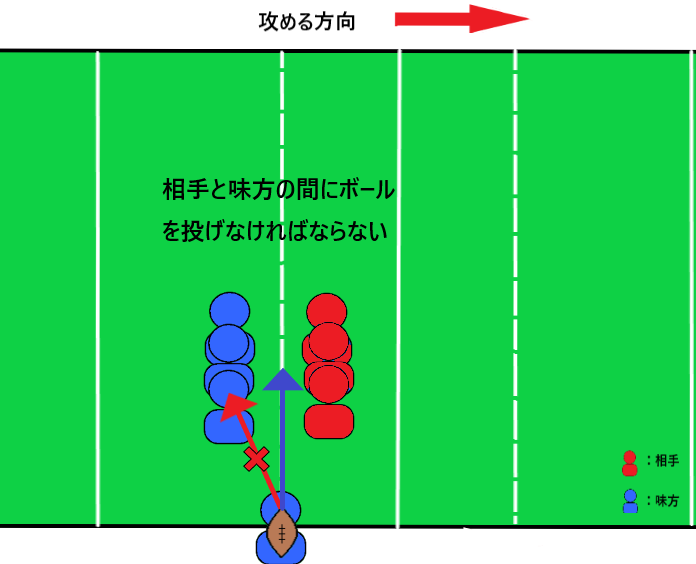 攻める方向
相手と味方の間にボール
を投げなければならない
：相手
：味方